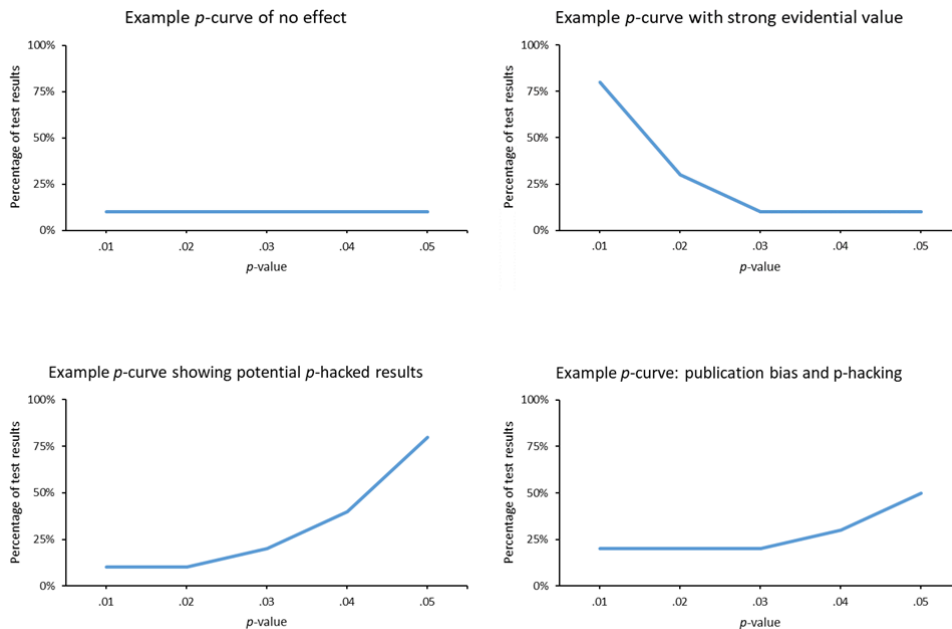 Example p-curve of no effect
100%
75%
50%
25%
0%
Percentage of test results
.01 .02 .03 .04 .05
p-value
Example p-curve with strong evidential value
100%
75%
50%
25%
0%
Percentage of test results
.01 .02 .03 .04 .05
p-value
Example p-curve showing potential p-hacked results
100%
75%
50%
25%
0%
Percentage of test results
.01 .02 .03 .04 .05
p-value
Example p-curve: publication bias and p-hacking
100%
75%
50%
25%
0%
Percentage of test results
.01 .02 .03 .04 .05
p-value